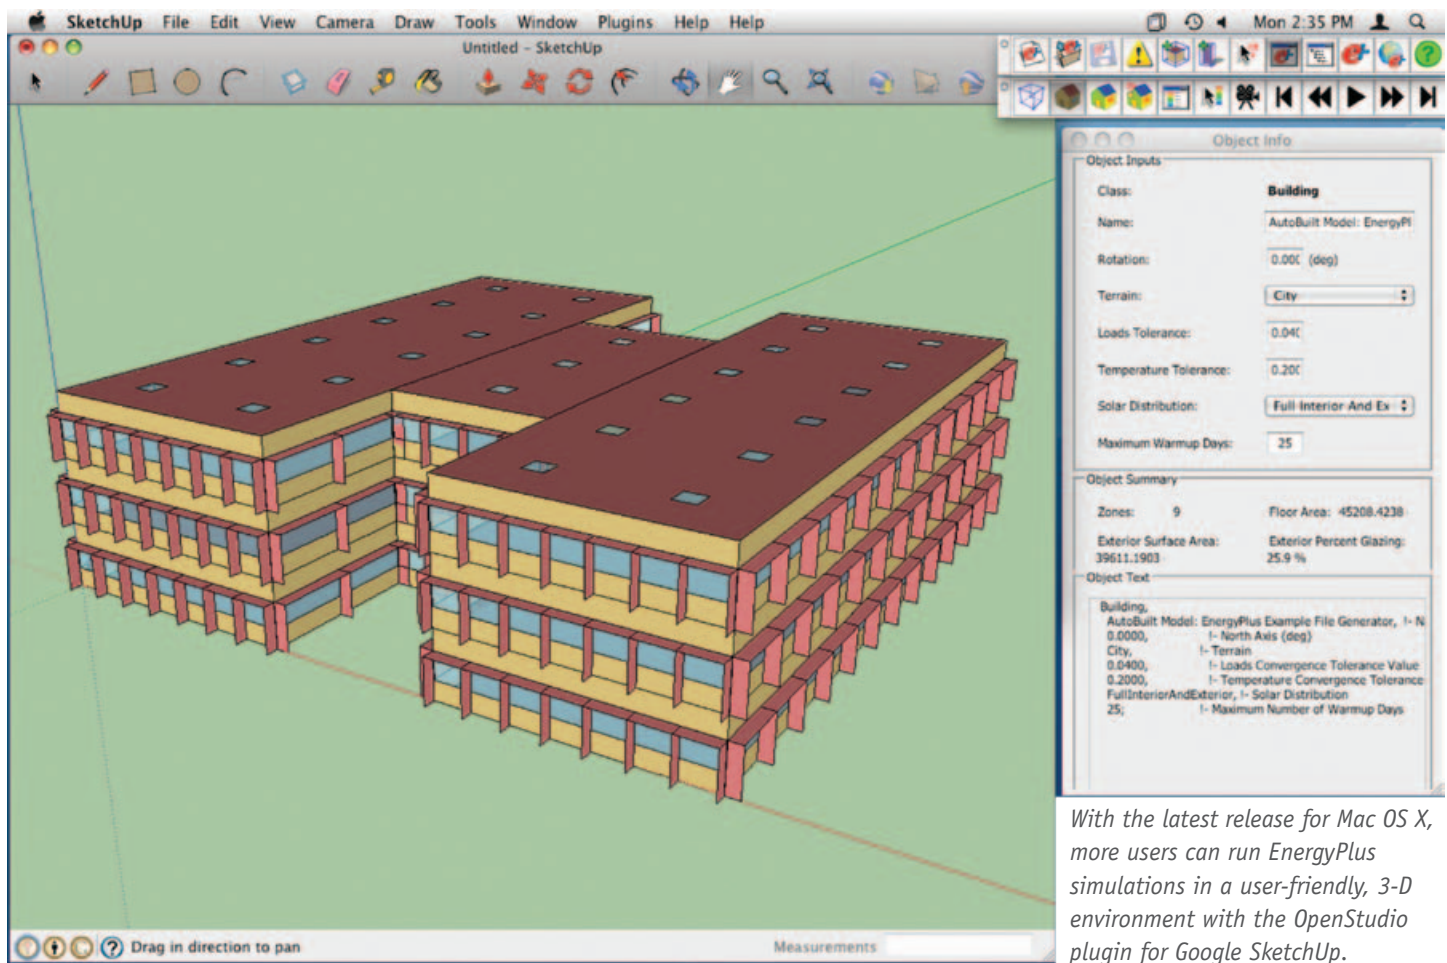 SketchUp File Edit View Camera Draw Tools Window Plugins Help Help
Mon 2:35 PM
Untitled - SketchUp
Object Info
Object Inputs
Class: Building
Name: AutoBuilt Model: EnergyPl
Rotation: 0.00 (deg)
Terrain: City
Loads Tolerance: 0.04
Temperature Tolerance: 0.20
Solar Distribution: Full Interior And Ex
Maximum Warmup Days: 25
Object Summary
Zones: 9 Floor Area: 45208.4238
Exterior Surface Area: Exterior Percent Glazing:
39611.1903 25.9 %
Object Text
Building,
AutoBuilt Model: EnergyPlus Example File Generator, !- N
0.0000, !- North Axis (deg)
City, !- Terrain
0.0400, !- Loads Convergence Tolerance Value
0.2000, !- Temperature Convergence Tolerance
FullInteriorAndExterior, !- Solar Distribution
25; !- Maximum Number of Warmup Days
With the latest release for Mac OS X,
more users can run EnergyPlus
simulations in a user-friendly, 3-D
environment with the OpenStudio
plugin for Google SketchUp.
Drag in direction to pan
Measurements